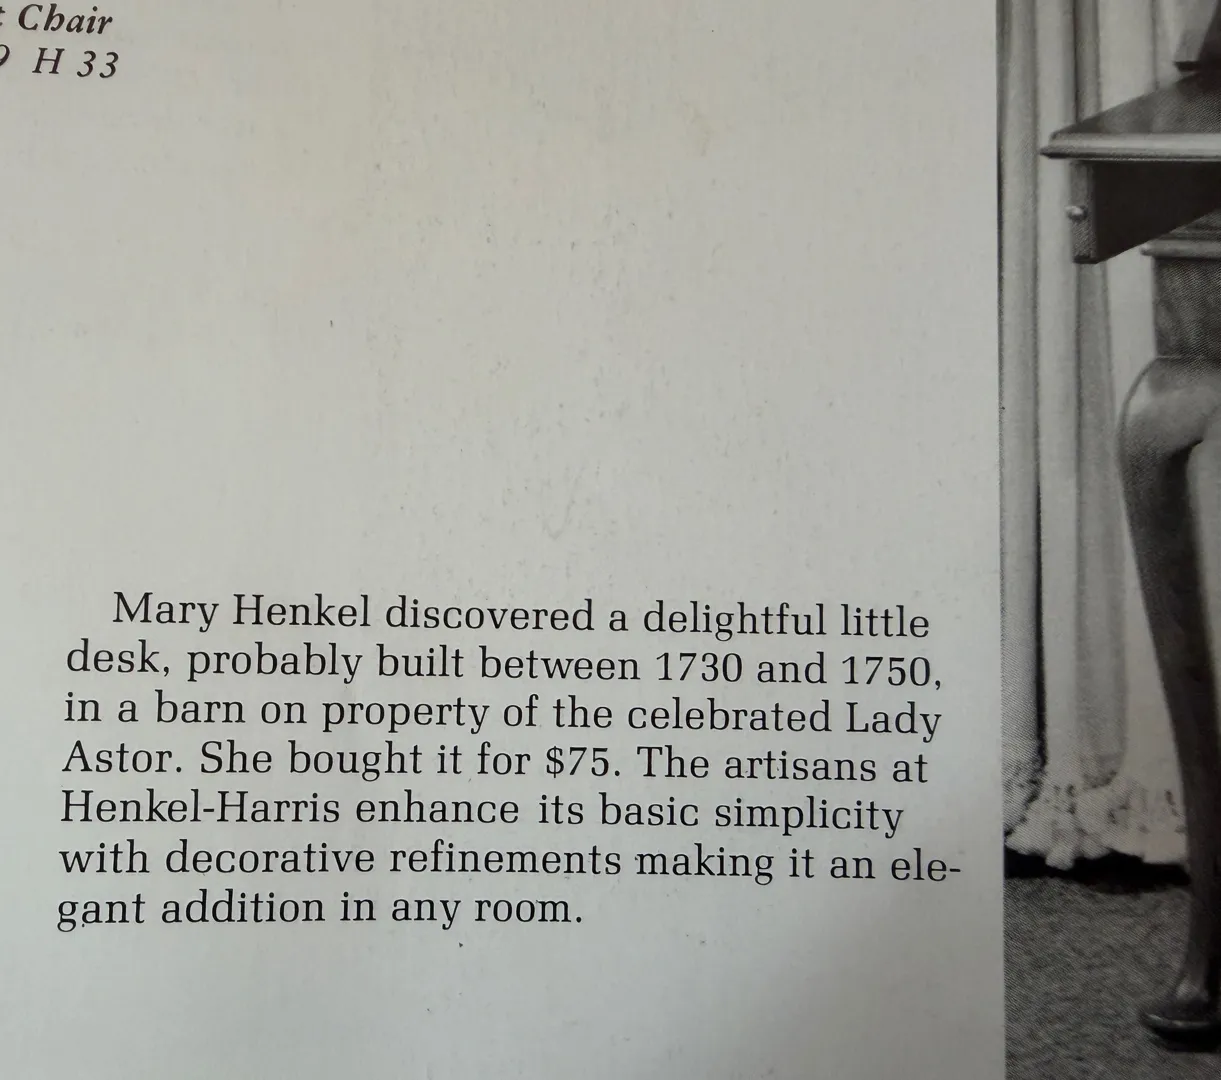 Chair
H 33
Mary Henkel discovered a delightful little
desk, probably built between 1730 and 1750,
in a barn on property of the celebrated Lady
Astor. She bought it for $75. The artisans at
Henkel-Harris enhance its basic simplicity
with decorative refinements making it an ele-
gant addition in any room.